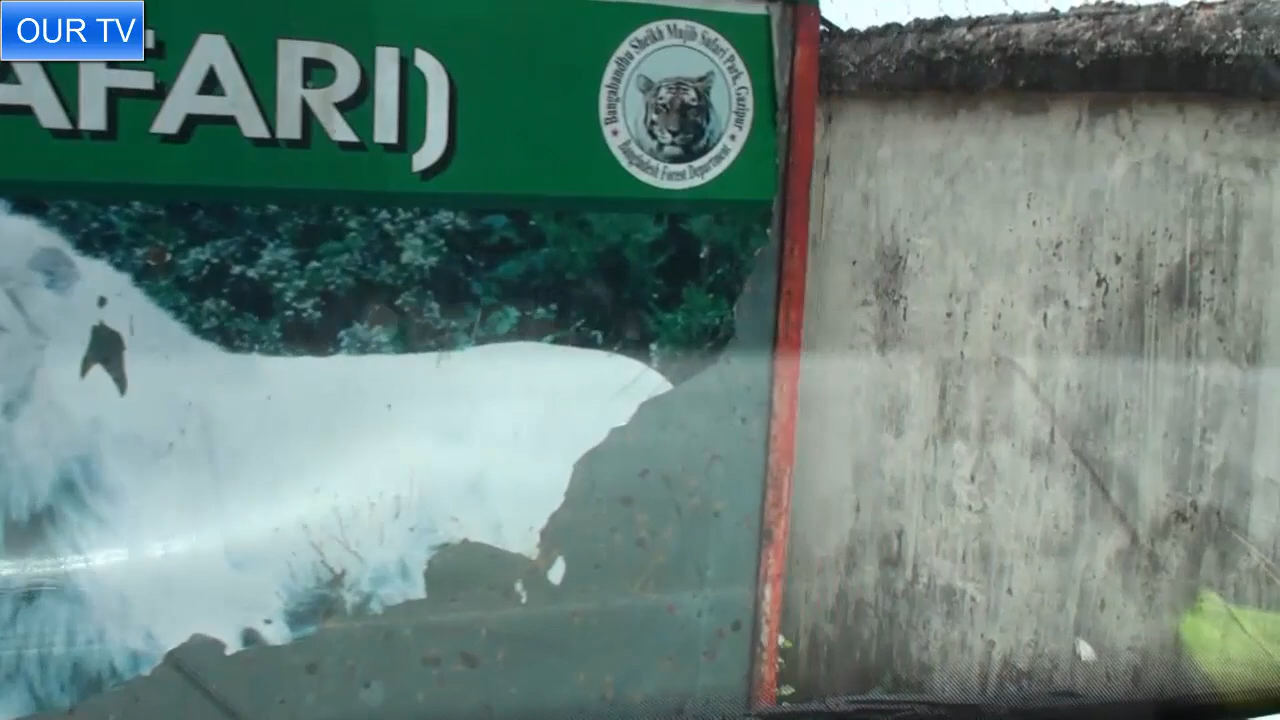 OUR TV
AFARI)
Bangabandhu Sheikh Mujib Safari Park, Gazipur
Bangladesh Forest Department